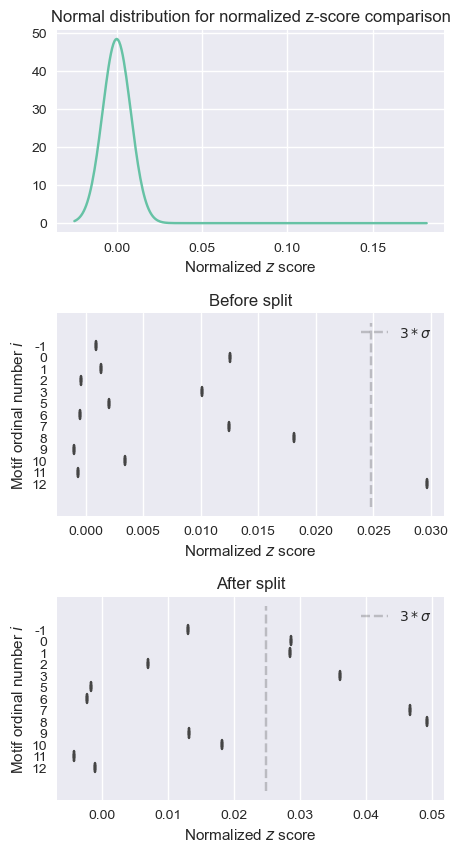 Normal distribution for normalized z-score comparison
50
40
30
20
10
0
0.00 0.05 0.10 0.15
Normalized z score
Before split
3 * σ
Motif ordinal number i
-1
0
1
2
3
5
6
7
8
9
10
11
12
0.000 0.005 0.010 0.015 0.020 0.025 0.030
Normalized z score
After split
3 * σ
Motif ordinal number i
-1
0
1
2
3
5
6
7
8
9
10
11
12
0.00 0.01 0.02 0.03 0.04 0.05
Normalized z score